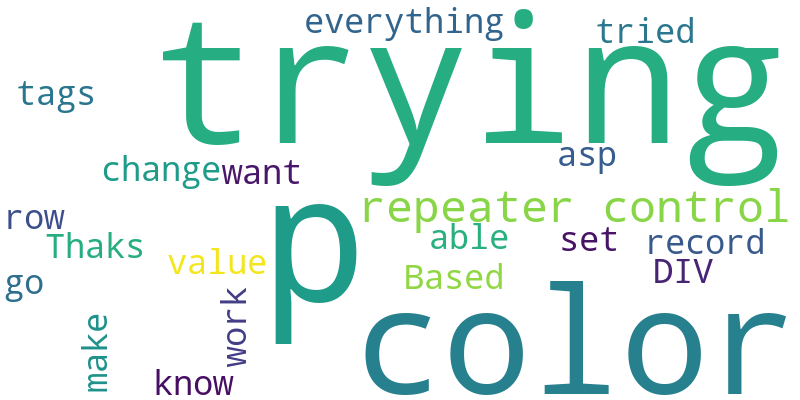 everything
tried
trying
tags
asp
change
want
p
repeater control
row
able
set
record
Thaks
value
Based
DIV
go
work
color
make
know